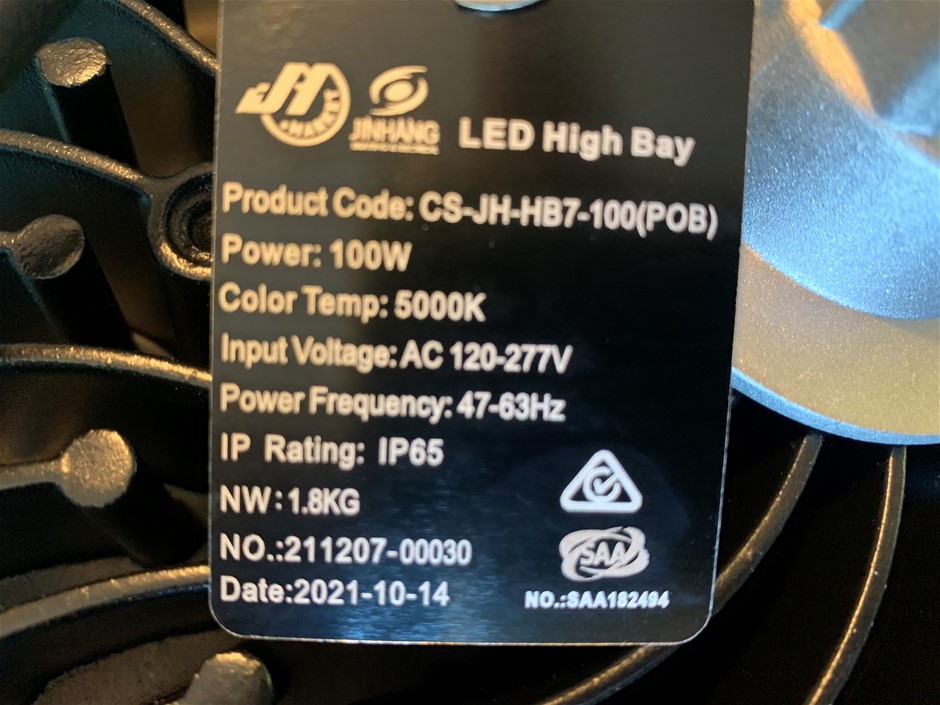 JH
MARKET
JINHANG
LED High Bay
Product Code: CS-JH-HB7-100(POB)
Power: 100W
Color Temp: 5000K
Input Voltage: AC 120-277V
Power Frequency: 47-63Hz
IP Rating: IP65
NW: 1.8KG
NO.:211207-00030
Date:2021-10-14
SAA
NO.:SAA182494